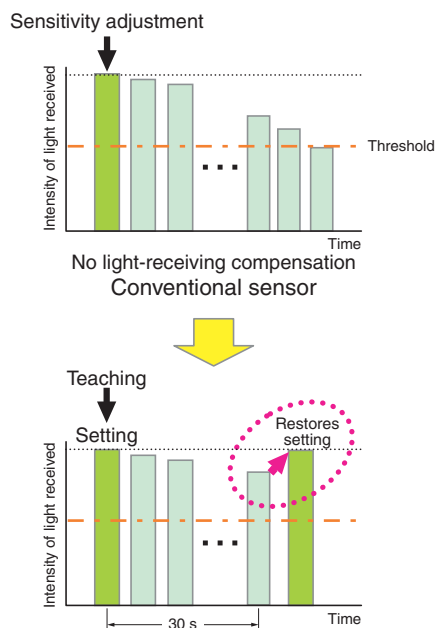 Sensitivity adjustment
Intensity of light received
Threshold
Time
No light-receiving compensation
Conventional sensor
Teaching
Setting
Restores
setting
Intensity of light received
30 s
Time